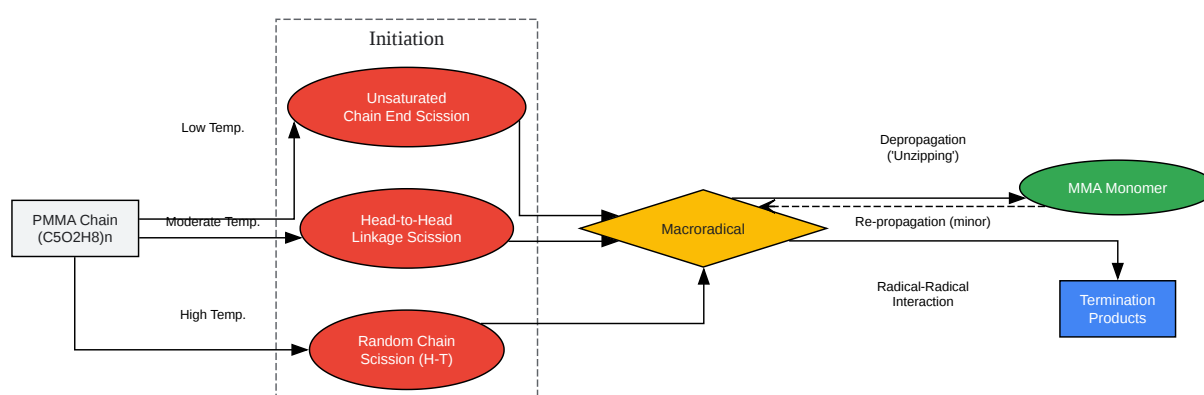 Initiation
Unsaturated
Chain End Scission
Low Temp.
Depropagation
('Unzipping')
MMA Monomer
PMMA Chain
(C5O2H8)n
Moderate Temp.
Head-to-Head
Linkage Scission
Macroradical
Re-propagation (minor)
High Temp.
Radical-Radical
Interaction
Termination
Products
Random Chain
Scission (H-T)